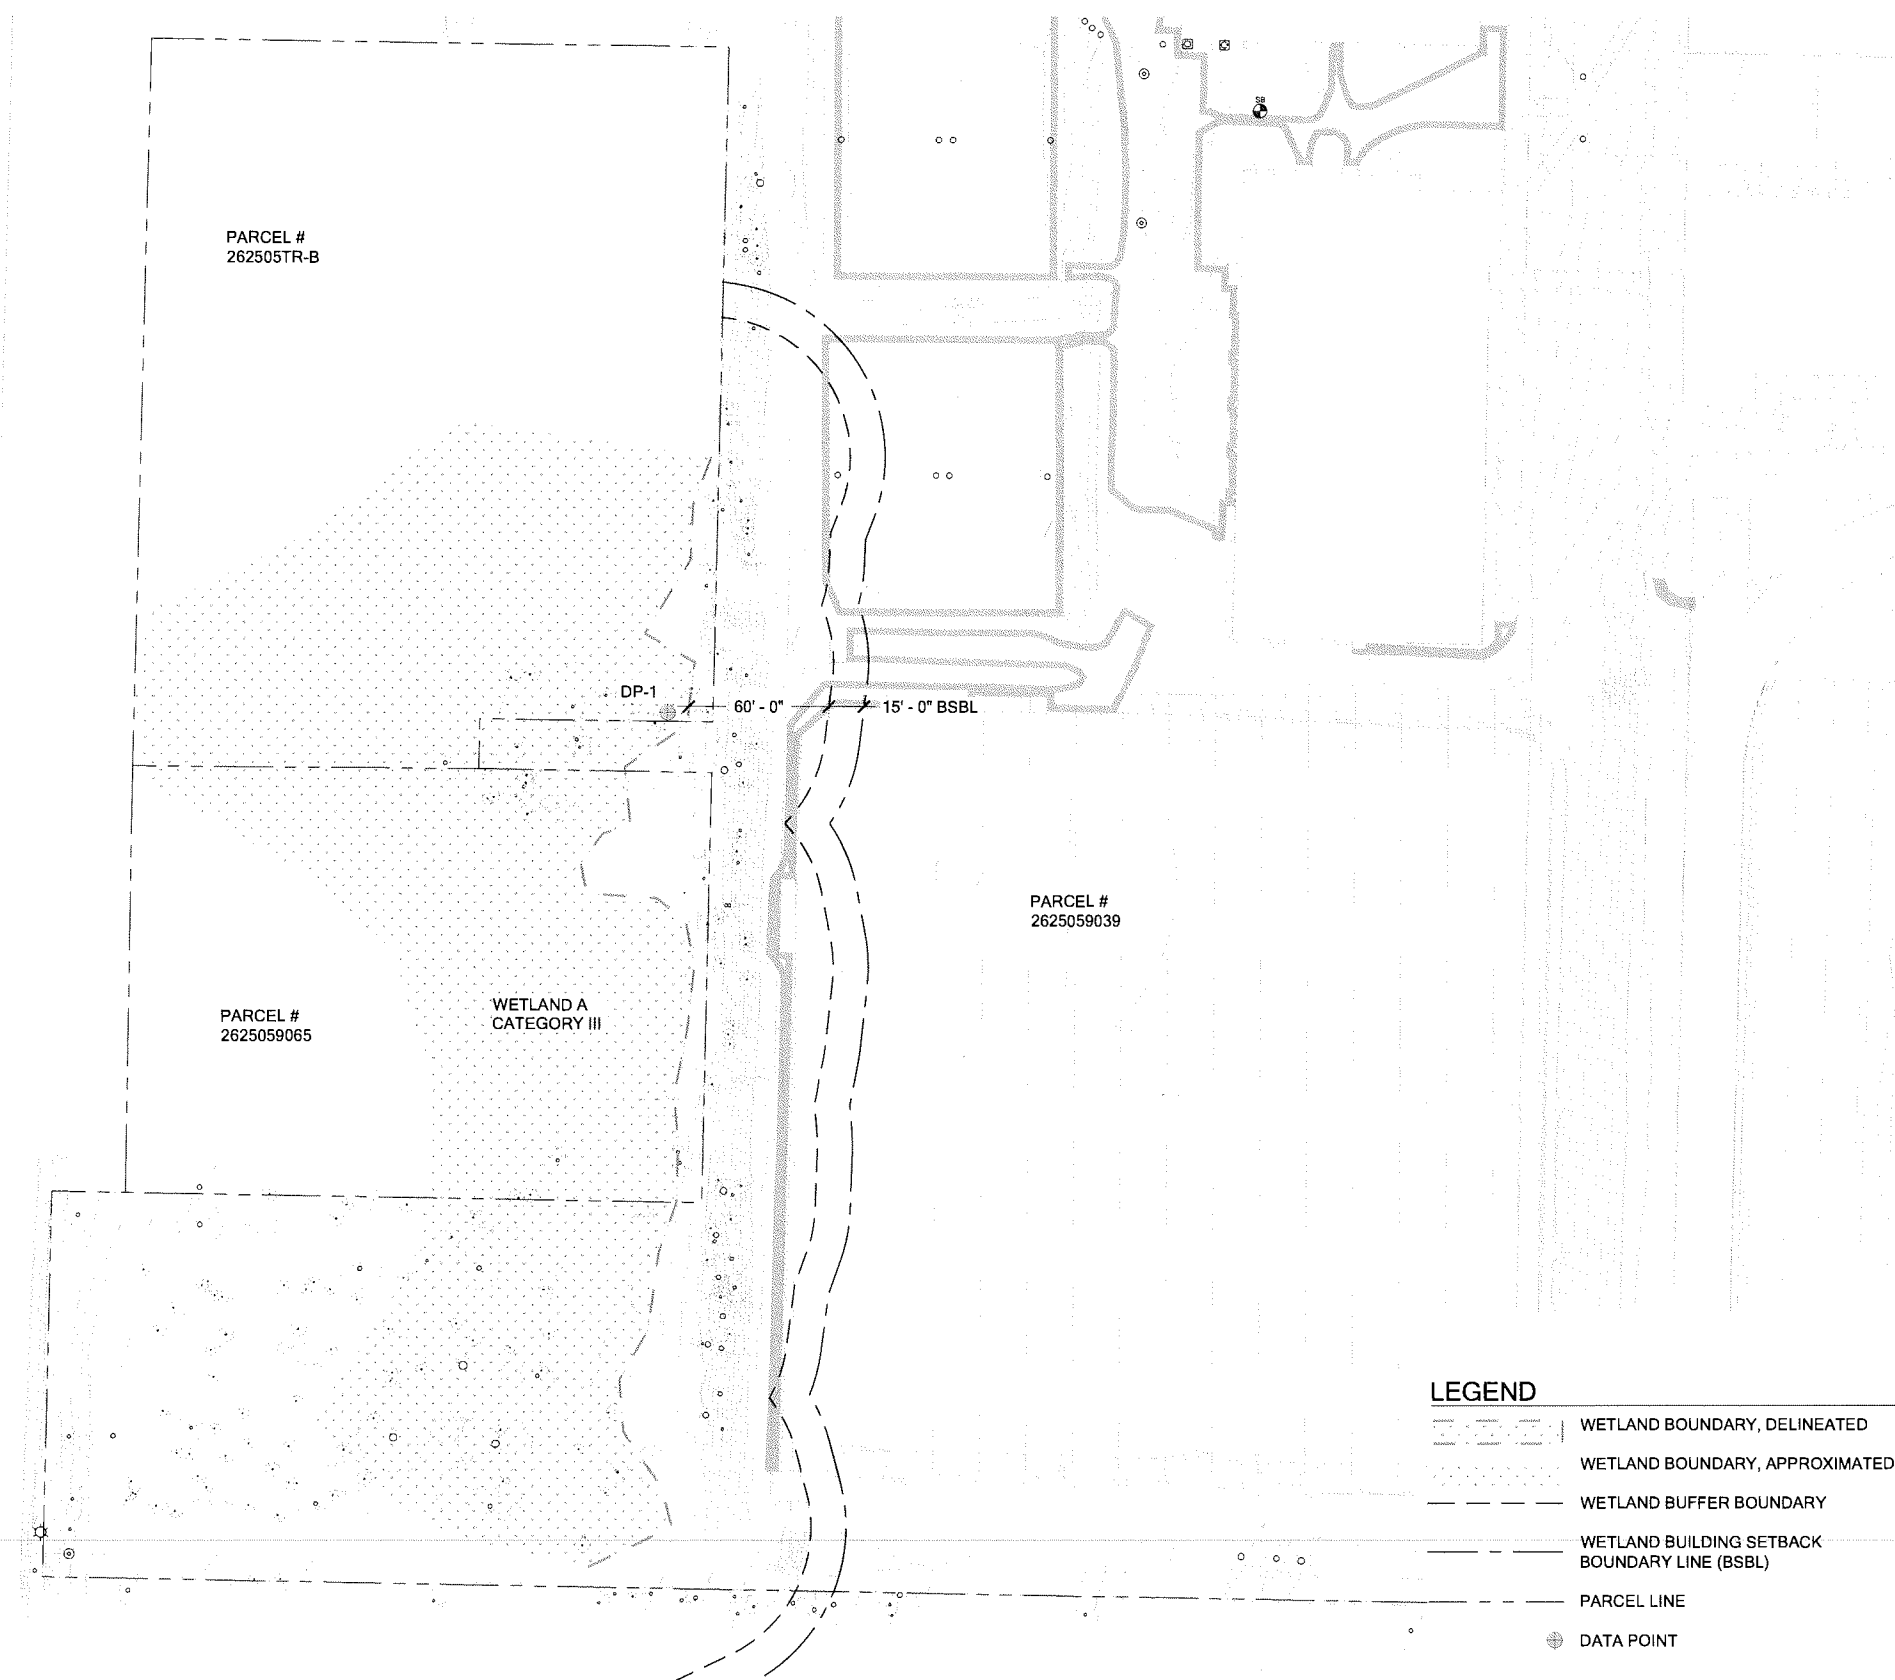 SB
PARCEL #
262505TR-B
DP-1
60' - 0"
15' - 0" BSBL
PARCEL #
2625059039
WETLAND A
CATEGORY III
PARCEL #
2625059065
LEGEND
WETLAND BOUNDARY, DELINEATED
WETLAND BOUNDARY, APPROXIMATED
WETLAND BUFFER BOUNDARY
WETLAND BUILDING SETBACK
BOUNDARY LINE (BSBL)
PARCEL LINE
DATA POINT